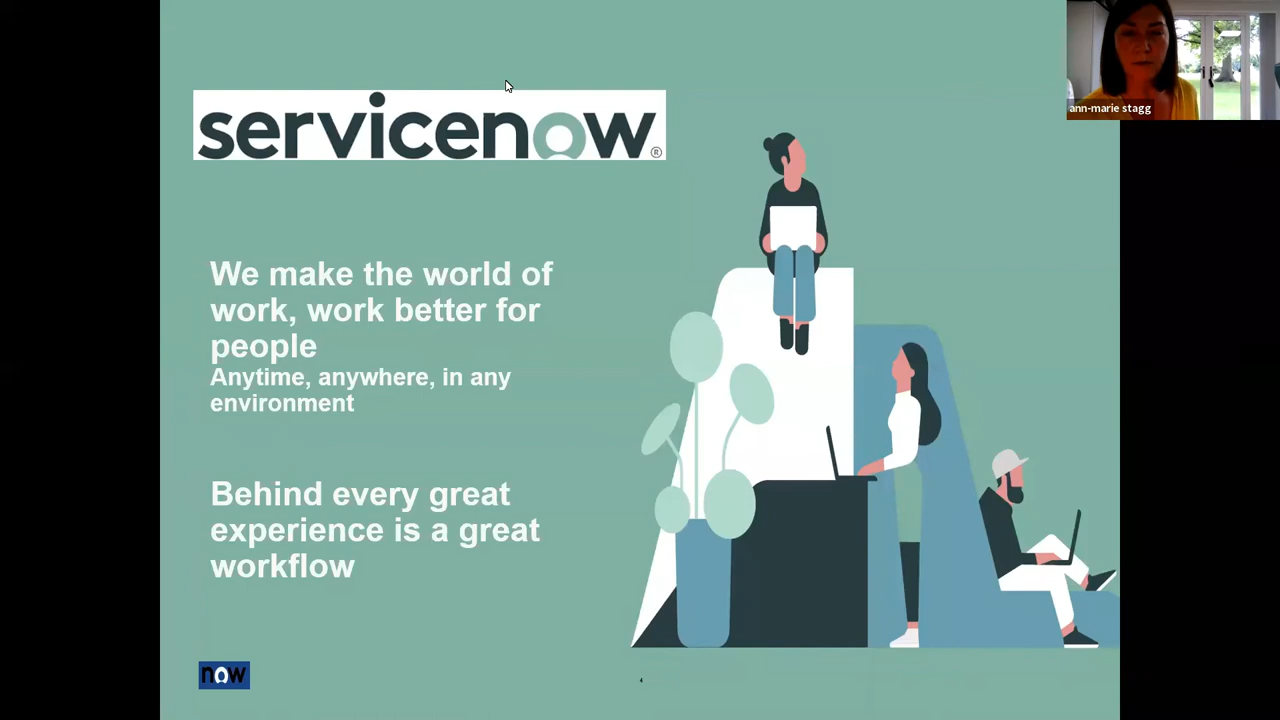 servicenow®
ann-marie stagg
We make the world of
work, work better for
people
Anytime, anywhere, in any
environment
Behind every great
experience is a great
workflow
now